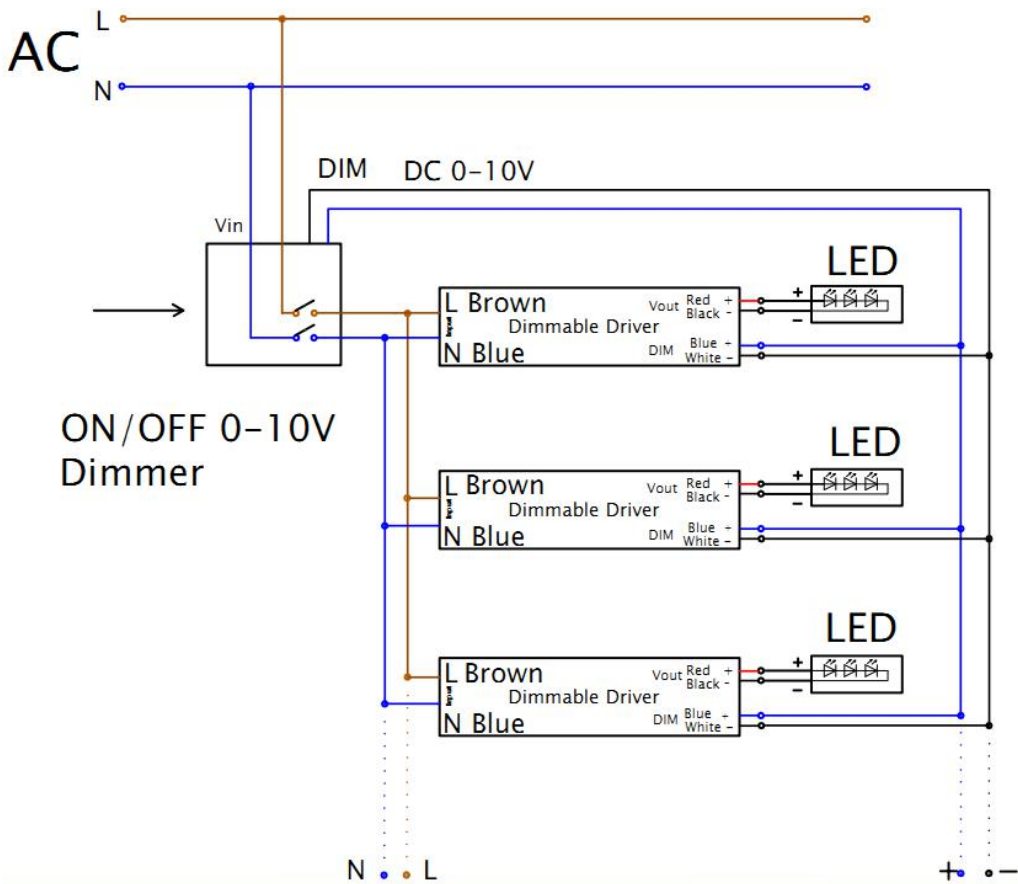 L
AC
N
DIM DC 0-10V
Vin
ON/OFF 0-10V
Dimmer
LED
L Brown
Input
Dimmable Driver
N Blue
Vout Red +
Black -
DIM Blue +
White -
+
-
LED
L Brown
Input
Dimmable Driver
N Blue
Vout Red +
Black -
DIM Blue -
White -
+
-
LED
L Brown
Input
Dimmable Driver
N Blue
Vout Red +
Black -
DIM Blue +
White -
+
-
N L
+ -